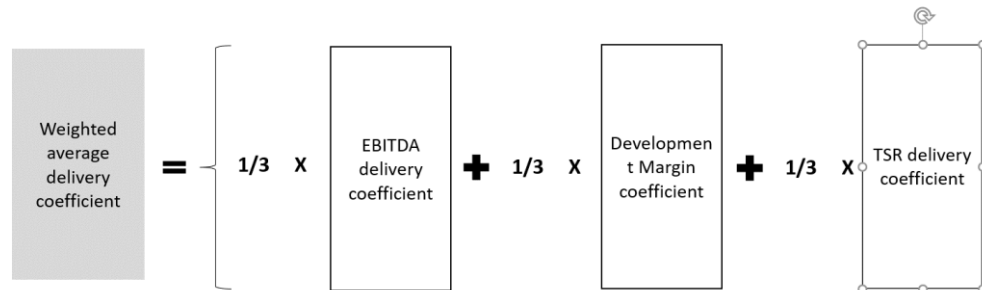 Weighted
average
delivery
coefficient
=
1/3 X
EBITDA
delivery
coefficient
+
1/3 X
Developmen
t Margin
coefficient
+
1/3 X
TSR delivery
coefficient